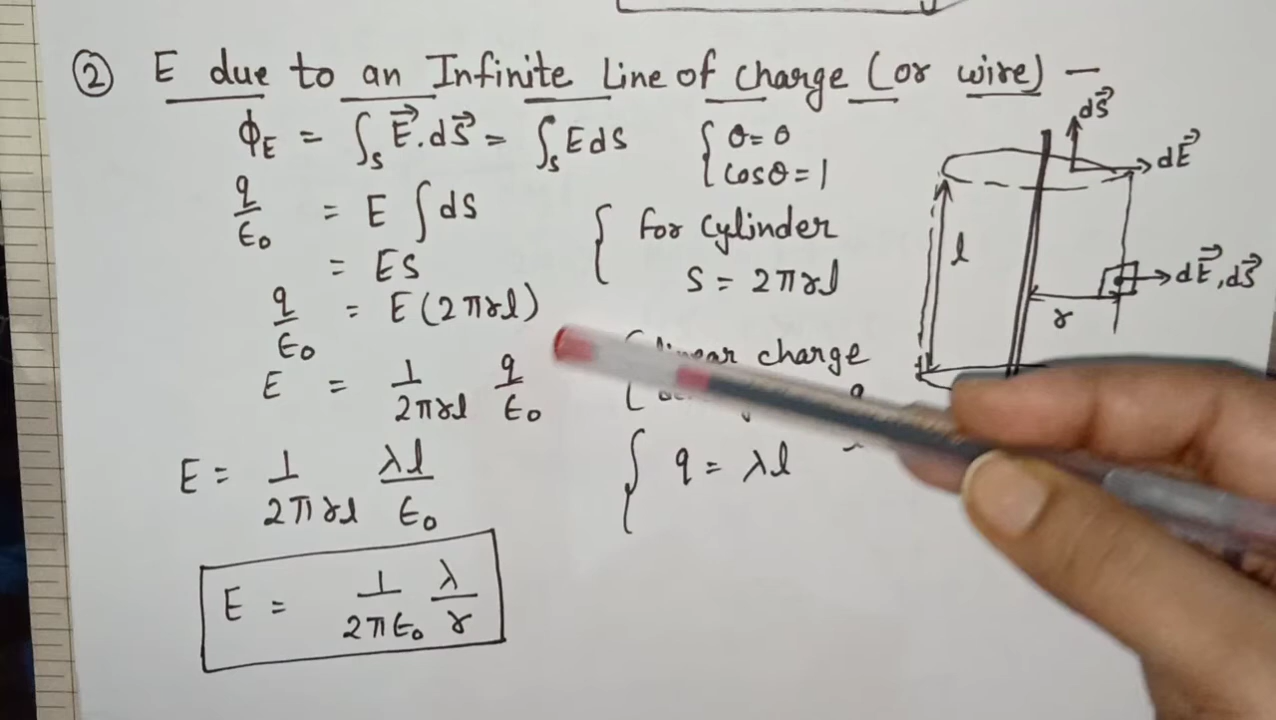 ② E due to an Infinite Line of charge (or wire) –
ϕ_E = ∫_S E⃗.dS⃗ = ∫_S EdS { θ=0
cosθ=1
q/ε₀ = E ∫ds
= ES
{ for cylinder
S = 2πrl
q/ε₀ = E(2πrl)
E = 1/2πrl q/ε₀
{ charge
E = 1/2πrl λl/ε₀
{ q = λl
E = 1/2πε₀ λ/r
dS⃗
dE⃗
l
dE⃗,dS⃗
r